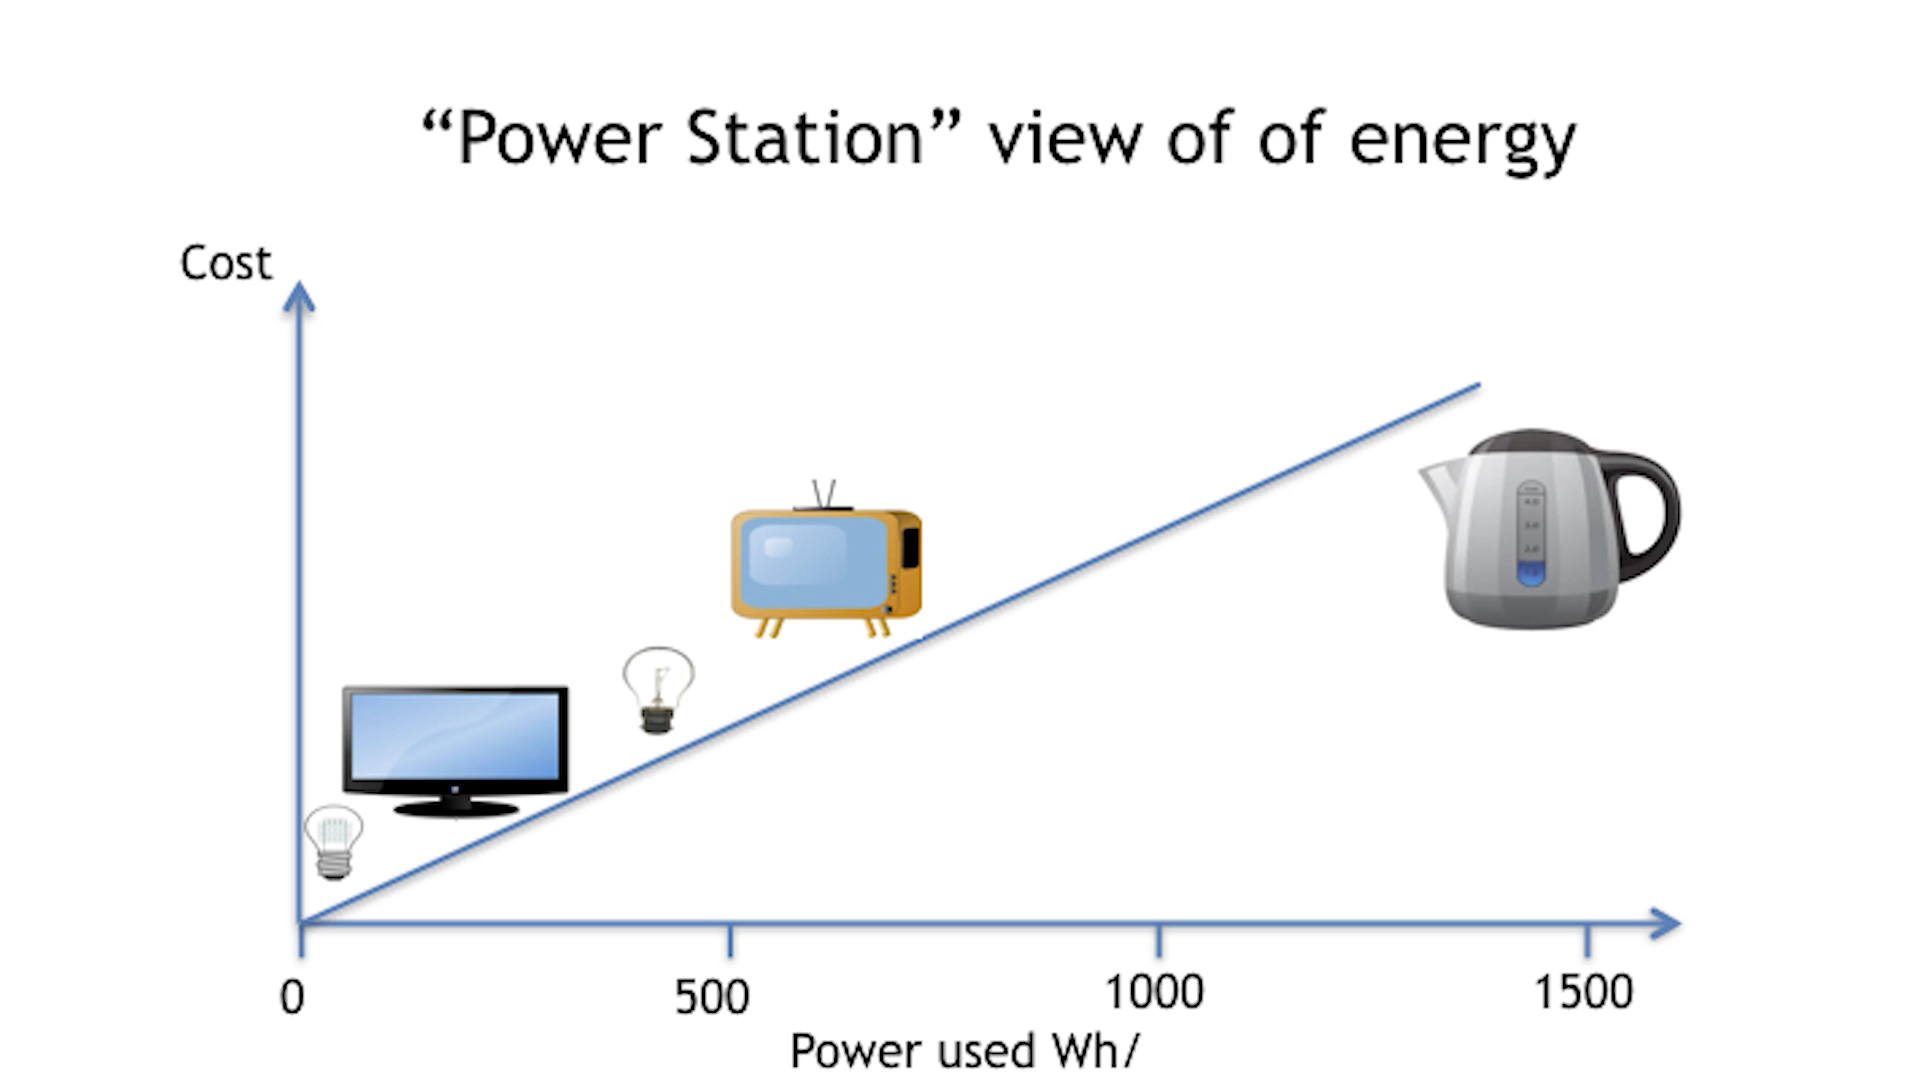 “Power Station” view of of energy
Cost
0
500
1000
1500
Power used Wh/